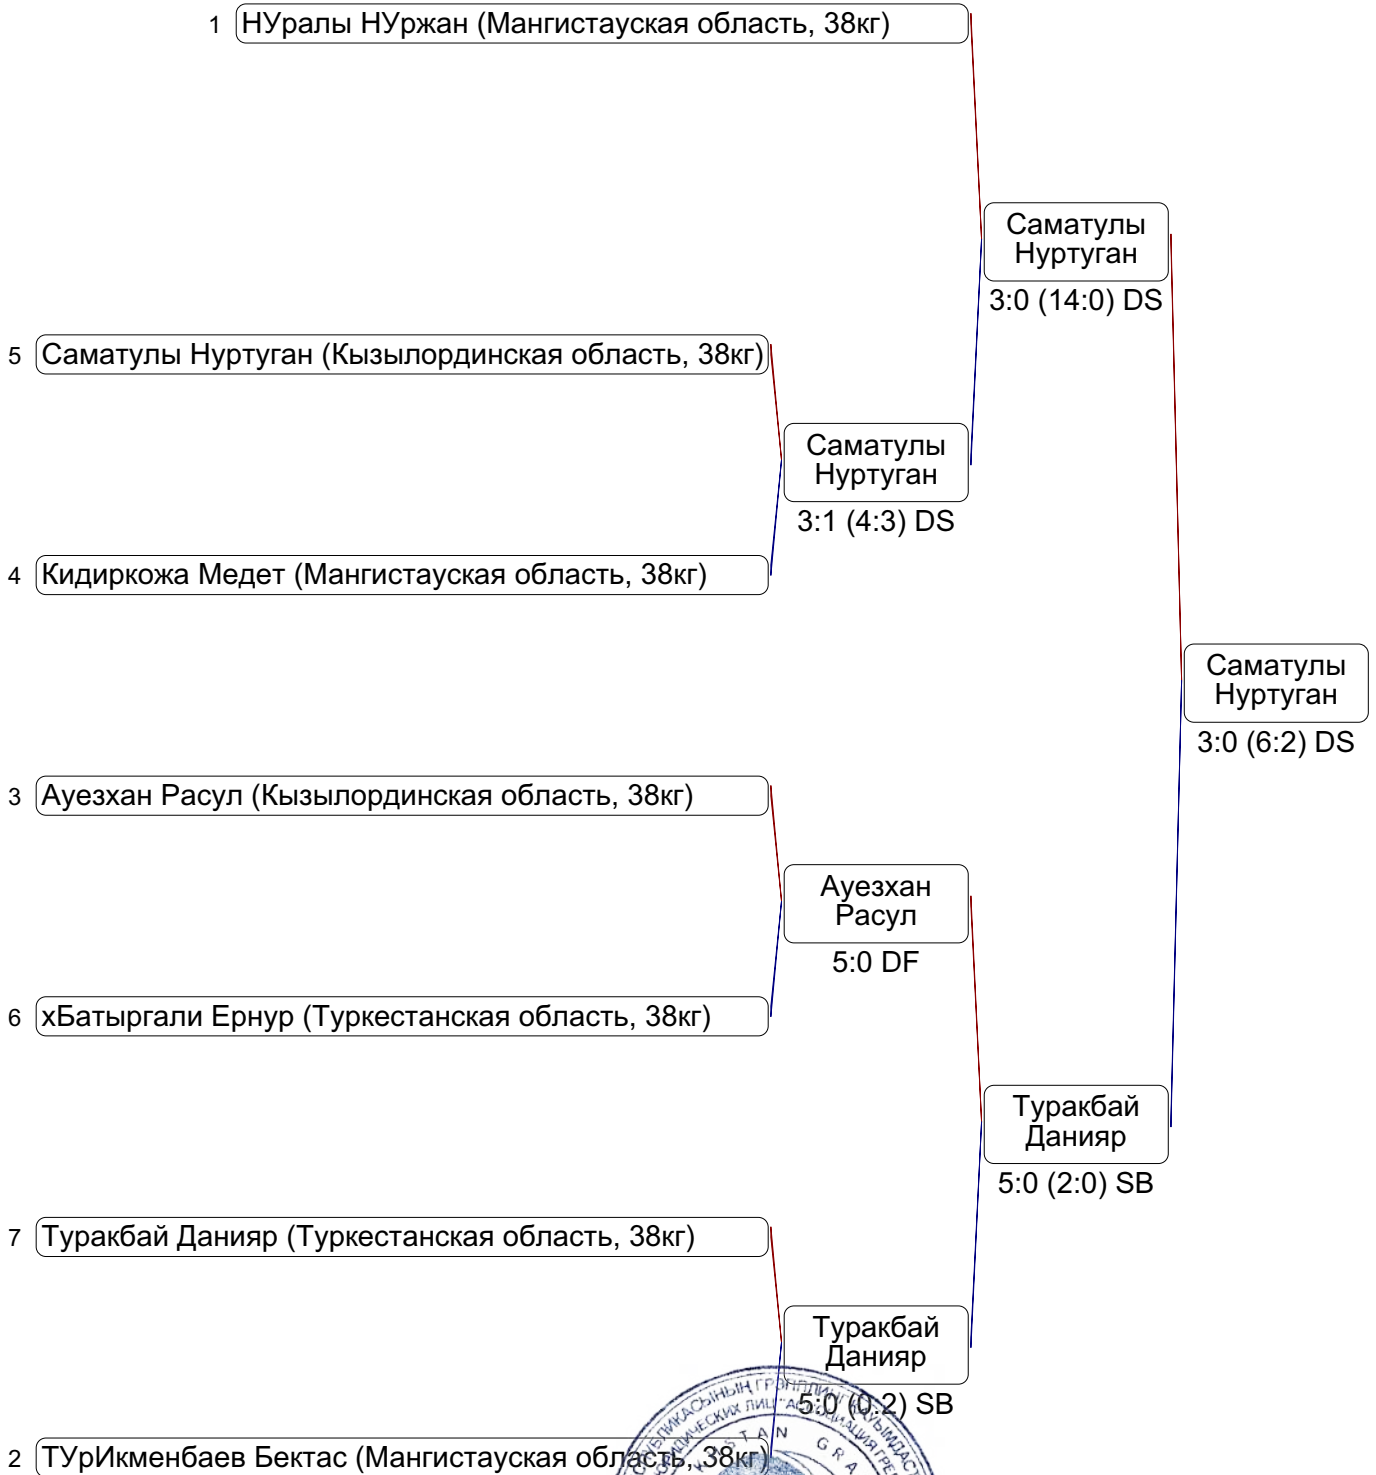 1 НУралы НУржан (Мангистауская область, 38кг)
Саматулы
Нуртуган
3:0 (14:0) DS
5 Саматулы Нуртуган (Кызылординская область, 38кг)
Саматулы
Нуртуган
3:1 (4:3) DS
4 Кидиркожа Медет (Мангистауская область, 38кг)
Саматулы
Нуртуган
3:0 (6:2) DS
3 Ауезхан Расул (Кызылординская область, 38кг)
Ауезхан
Расул
5:0 DF
6 хБатыргали Ернур (Туркестанская область, 38кг)
Туракбай
Данияр
5:0 (2:0) SB
7 Туракбай Данияр (Туркестанская область, 38кг)
Туракбай
Данияр
5:0 (0:2) SB
2 ТУрИкменбаев Бектас (Мангистауская область, 38кг)